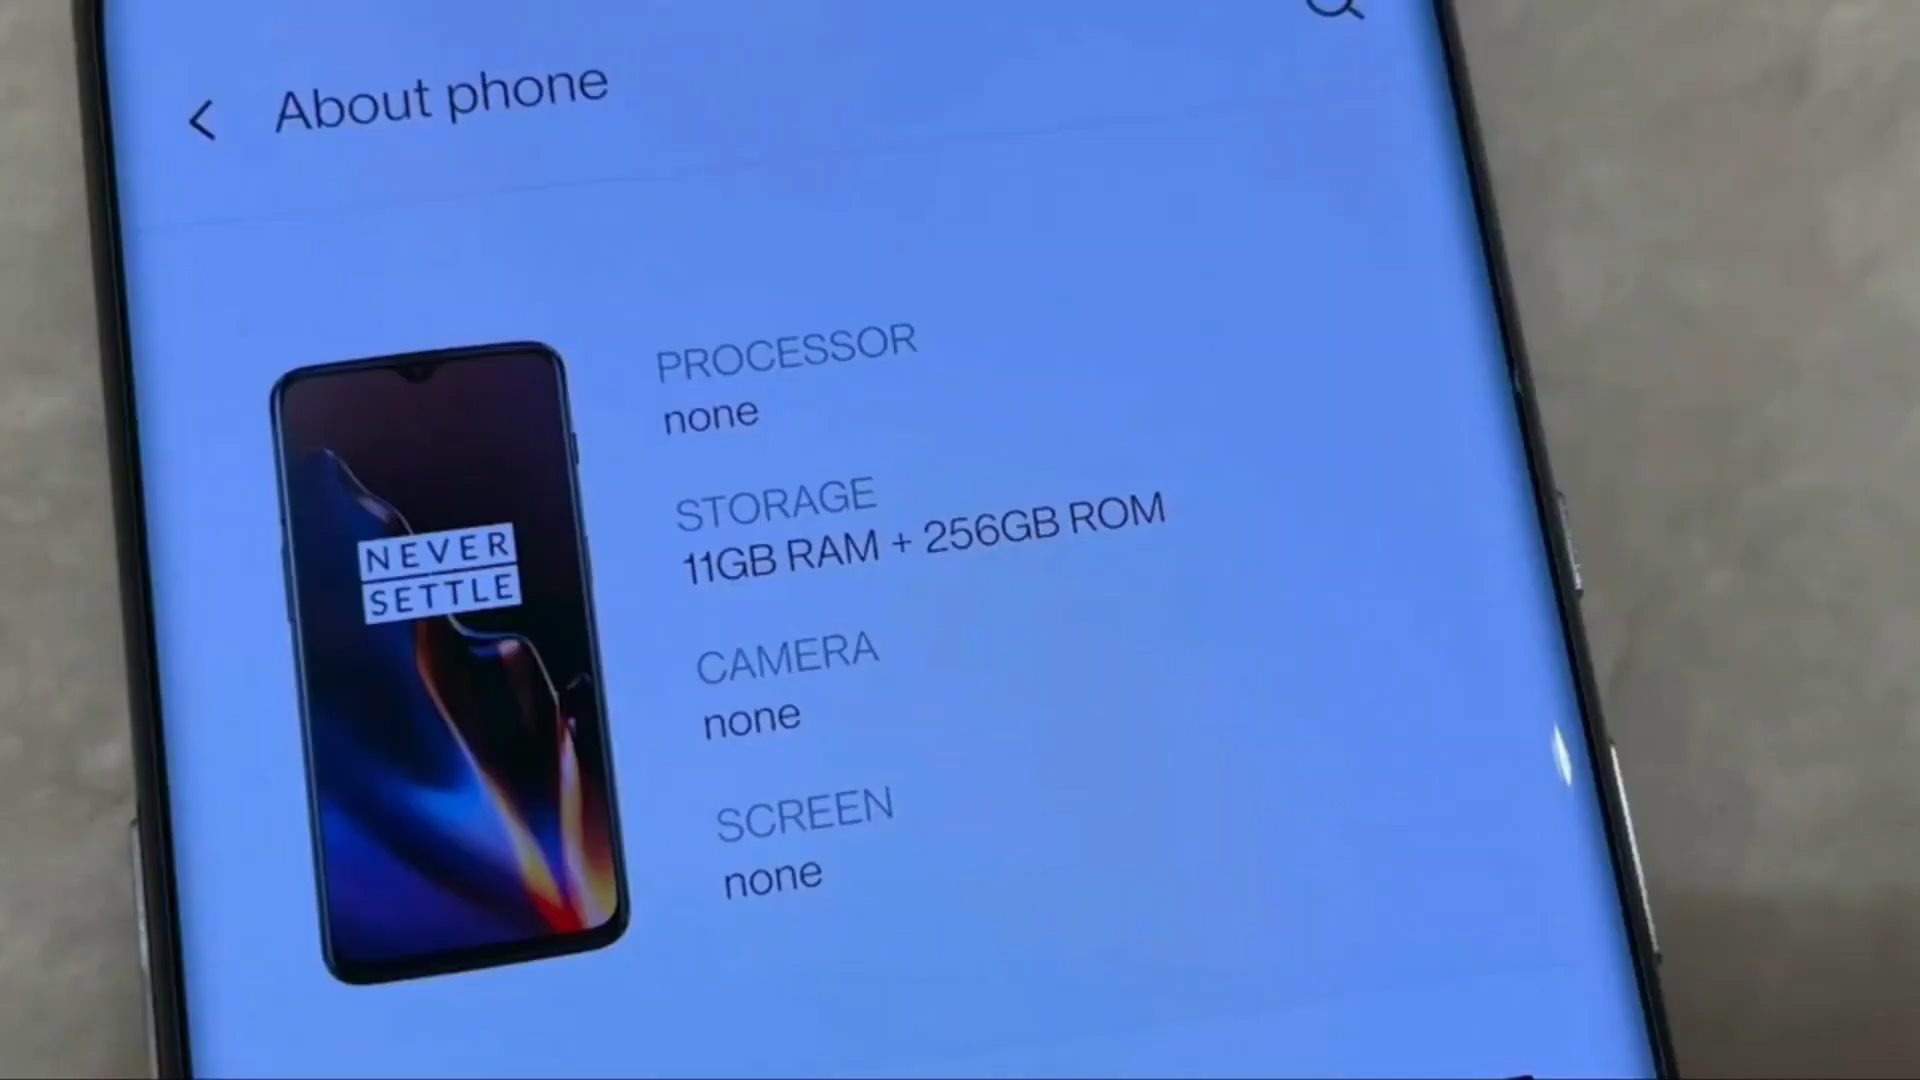 About phone
PROCESSOR
none
STORAGE
11GB RAM + 256GB ROM
CAMERA
none
SCREEN
none
NEVER
SETTLE